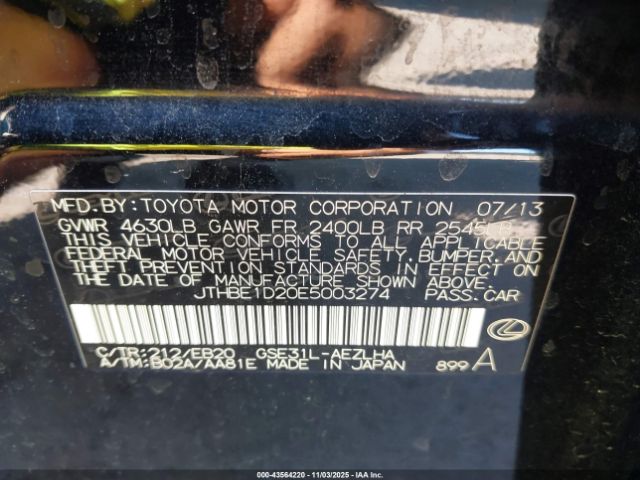 MFD.BY:TOYOTA MOTOR CORPORATION 07/13
GVWR 4630LB GAWR FR 2400LB RR 2545LB
THIS VEHICLE CONFORMS TO ALL APPLICABLE
FEDERAL MOTOR VEHICLE SAFETY,BUMPER,AND
THEFT PREVENTION STANDARDS IN EFFECT ON
THE DATE OF MANUFACTURE SHOWN ABOVE.
JTHBE1D20E5003274 PASS.CAR
C/TR:212/EB20 GSE31L-AEZLHA
A/TM:B02A/AA81E MADE IN JAPAN 899 A
000-43564220 - 11/03/2025 - IAAI.COM